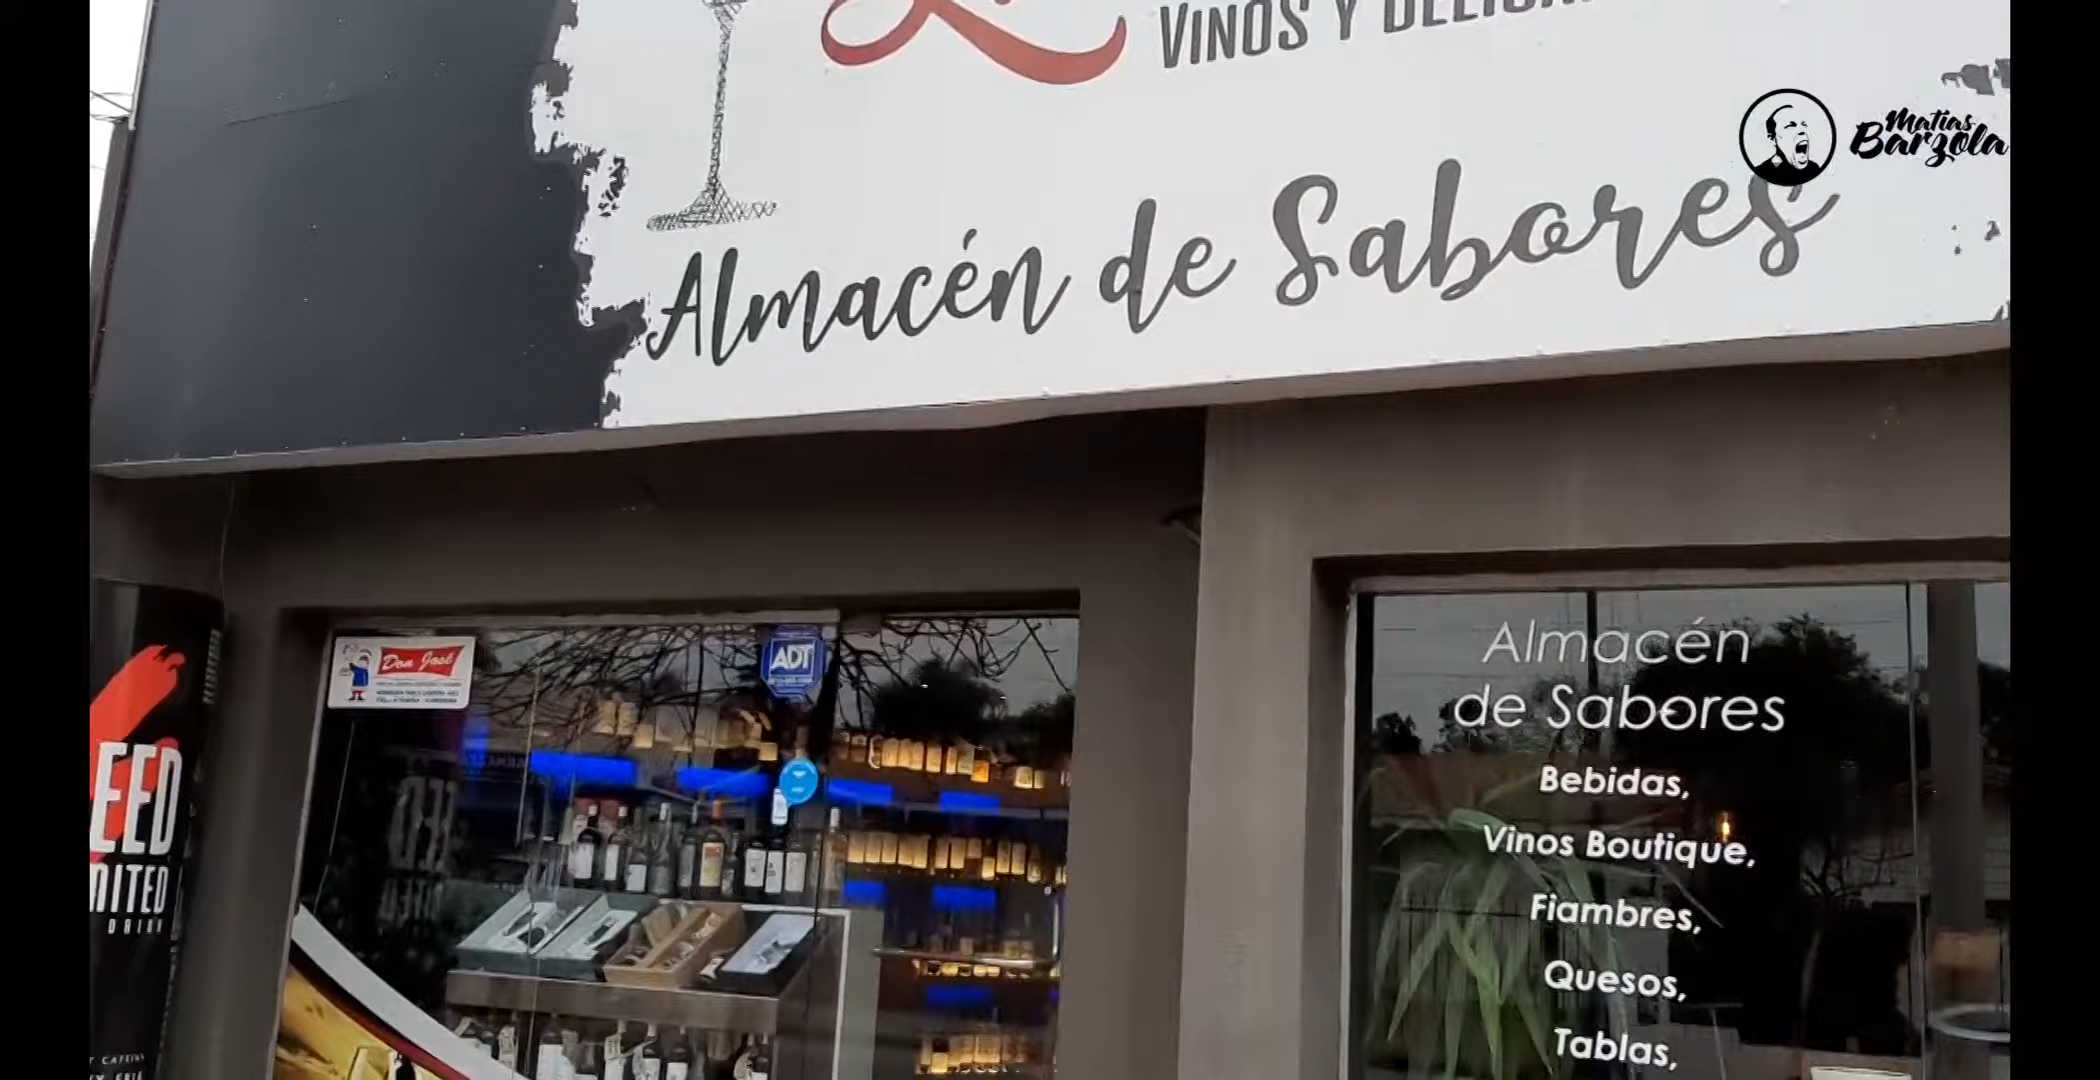 VINOS Y
Matias
Barzola
Almacén de Sabores
Don José
ADT
Almacén
de Sabores
Bebidas,
Vinos Boutique,
Fiambres,
Quesos,
Tablas,
EED
MITED
DRINK